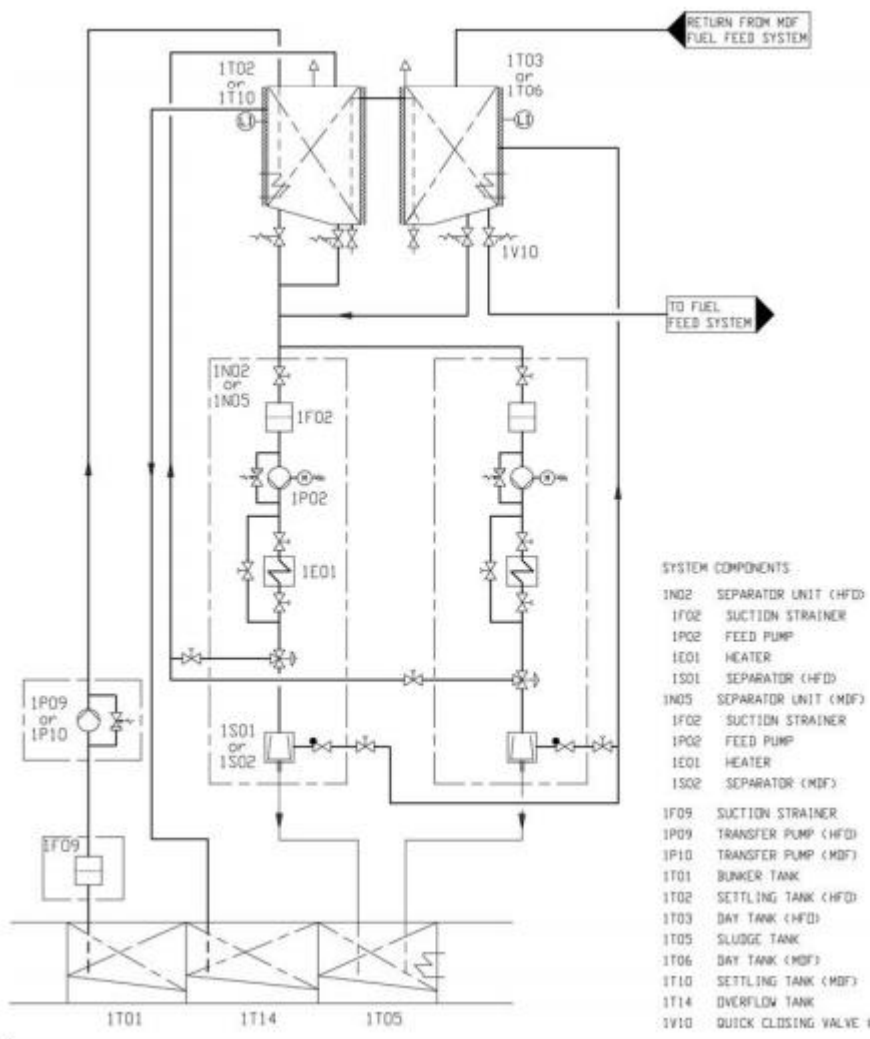 RETURN FROM MDF
FUEL FEED SYSTEM
1T02
or
1T10
1T03
or
1T06
LI
LI
1V10
TO FUEL
FEED SYSTEM
1N02
or
1N05
1F02
M
M
1P02
1E01
1P09
or
1P10
1S01
or
1S02
1F09
1T01
1T14
1T05
SYSTEM COMPONENTS
1N02 SEPARATOR UNIT (HFO)
1F02 SUCTION STRAINER
1P02 FEED PUMP
1E01 HEATER
1S01 SEPARATOR (HFO)
1N05 SEPARATOR UNIT (MDF)
1F02 SUCTION STRAINER
1P02 FEED PUMP
1E01 HEATER
1S02 SEPARATOR (MDF)
1F09 SUCTION STRAINER
1P09 TRANSFER PUMP (HFO)
1P10 TRANSFER PUMP (MDF)
1T01 BUNKER TANK
1T02 SETTLING TANK (HFO)
1T03 DAY TANK (HFO)
1T05 SLUDGE TANK
1T06 DAY TANK (MDF)
1T10 SETTLING TANK (MDF)
1T14 OVERFLOW TANK
1V10 QUICK CLOSING VALVE (